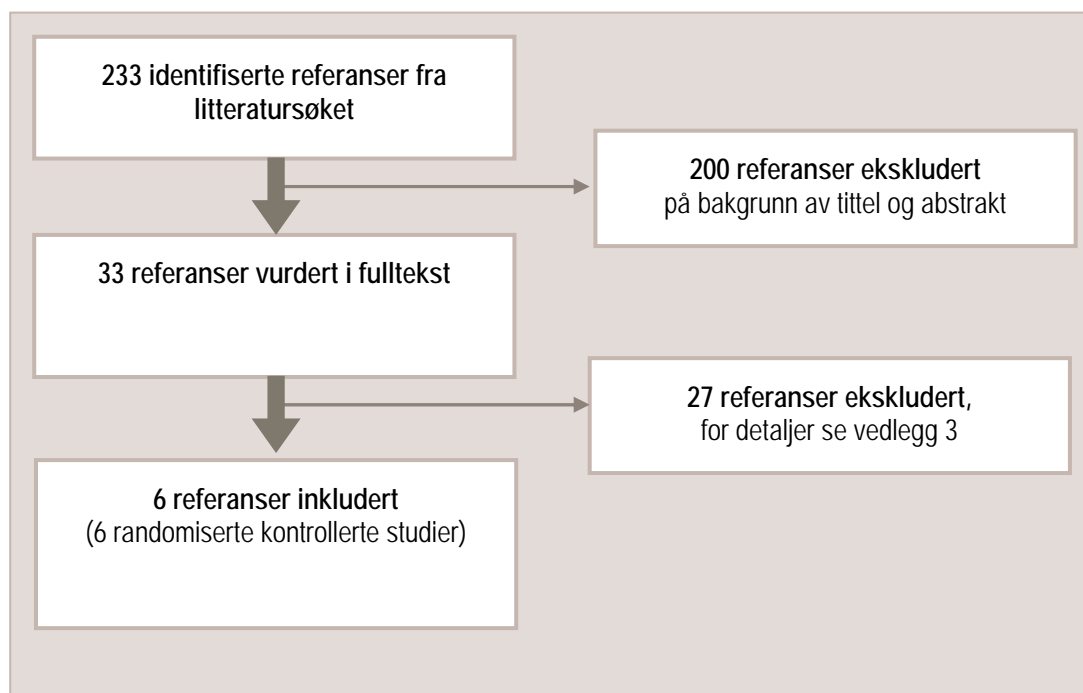 233 identifiserte referanser fra
litteratursøket
200 referanser ekskludert
på bakgrunn av tittel og abstrakt
33 referanser vurdert i fulltekst
27 referanser ekskludert,
for detaljer se vedlegg 3
6 referanser inkludert
(6 randomiserte kontrollerte studier)